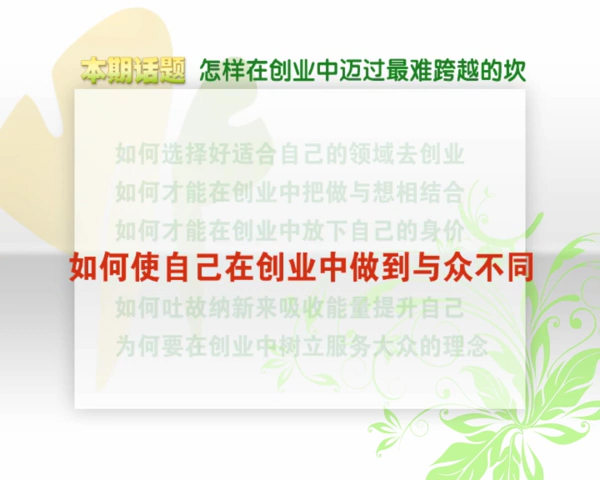 本期话题 怎样在创业中迈过最难跨越的坎
如何选择好适合自己的领域去创业
如何才能在创业中把做与想相结合
如何才能在创业中放下自己的身价
如何使自己在创业中做到与众不同
如何吐故纳新来吸收能量提升自己
为何要在创业中树立服务大众的理念